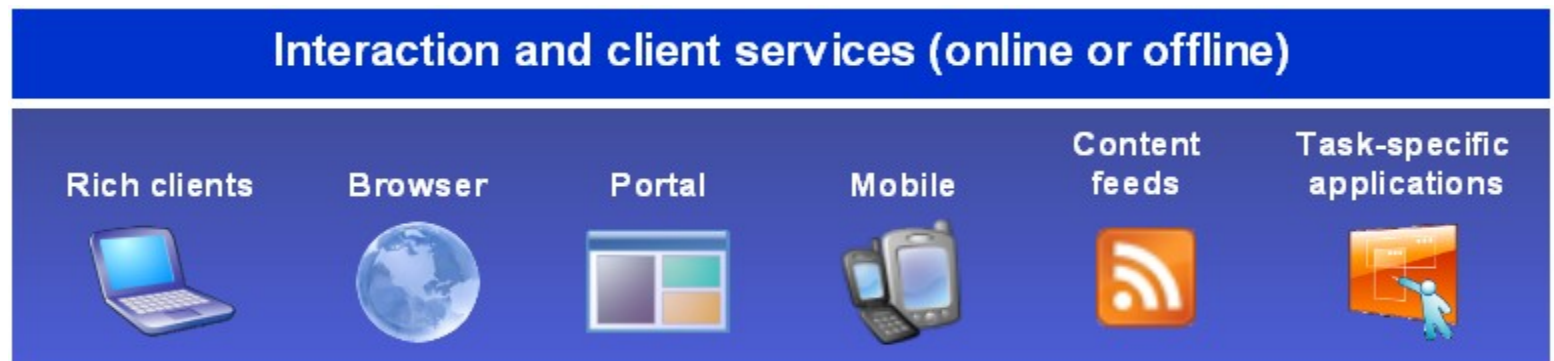 Interaction and client services (online or offline)
Rich clients
Browser
Portal
Mobile
Content
feeds
Task-specific
applications